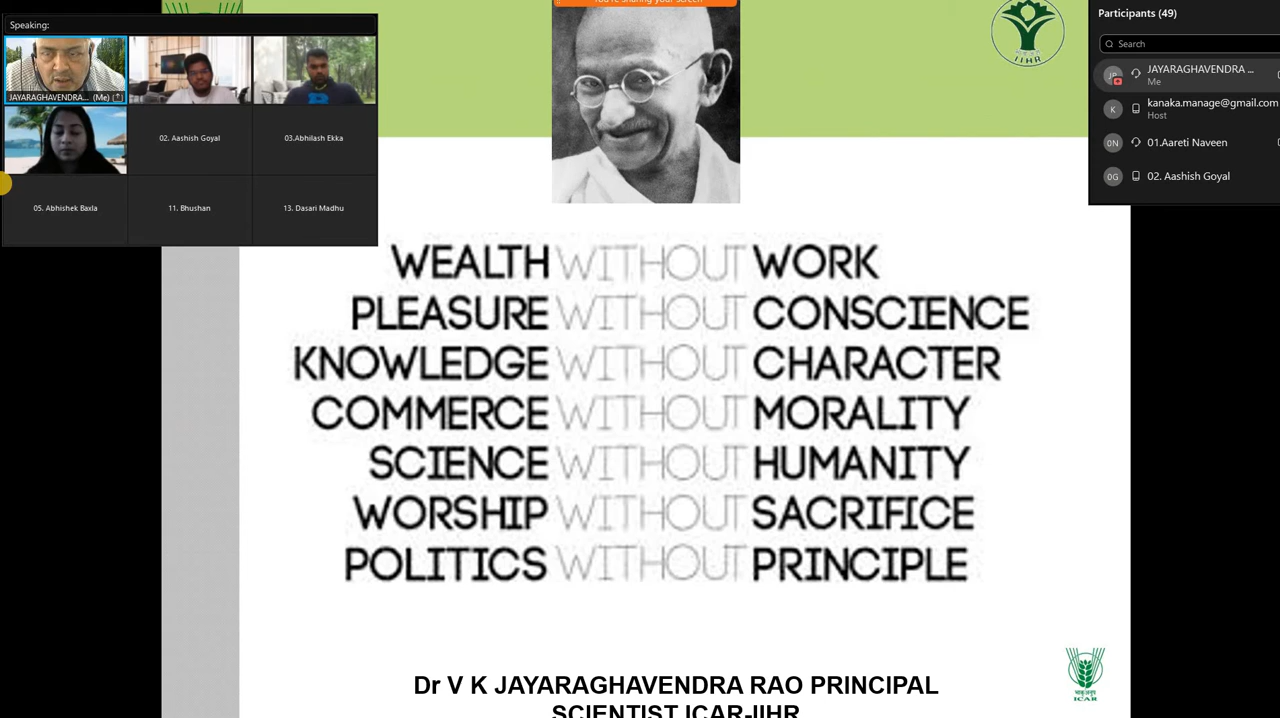 You're sharing your screen
Speaking:
JAYARAGHAVENDRA... (Me)
02. Aashish Goyal
03.Abhilash Ekka
05. Abhishek Baxla
11. Bhushan
13. Dasari Madhu
IIHR
Participants (49)
Search
JP
JAYARAGHAVENDRA ...
Me
K
kanaka.manage@gmail.com
Host
0N
01.Aareti Naveen
0G
02. Aashish Goyal
WEALTH WITHOUT WORK
PLEASURE WITHOUT CONSCIENCE
KNOWLEDGE WITHOUT CHARACTER
COMMERCE WITHOUT MORALITY
SCIENCE WITHOUT HUMANITY
WORSHIP WITHOUT SACRIFICE
POLITICS WITHOUT PRINCIPLE
Dr V K JAYARAGHAVENDRA RAO PRINCIPAL
SCIENTIST ICAR-IIHR
ICAR